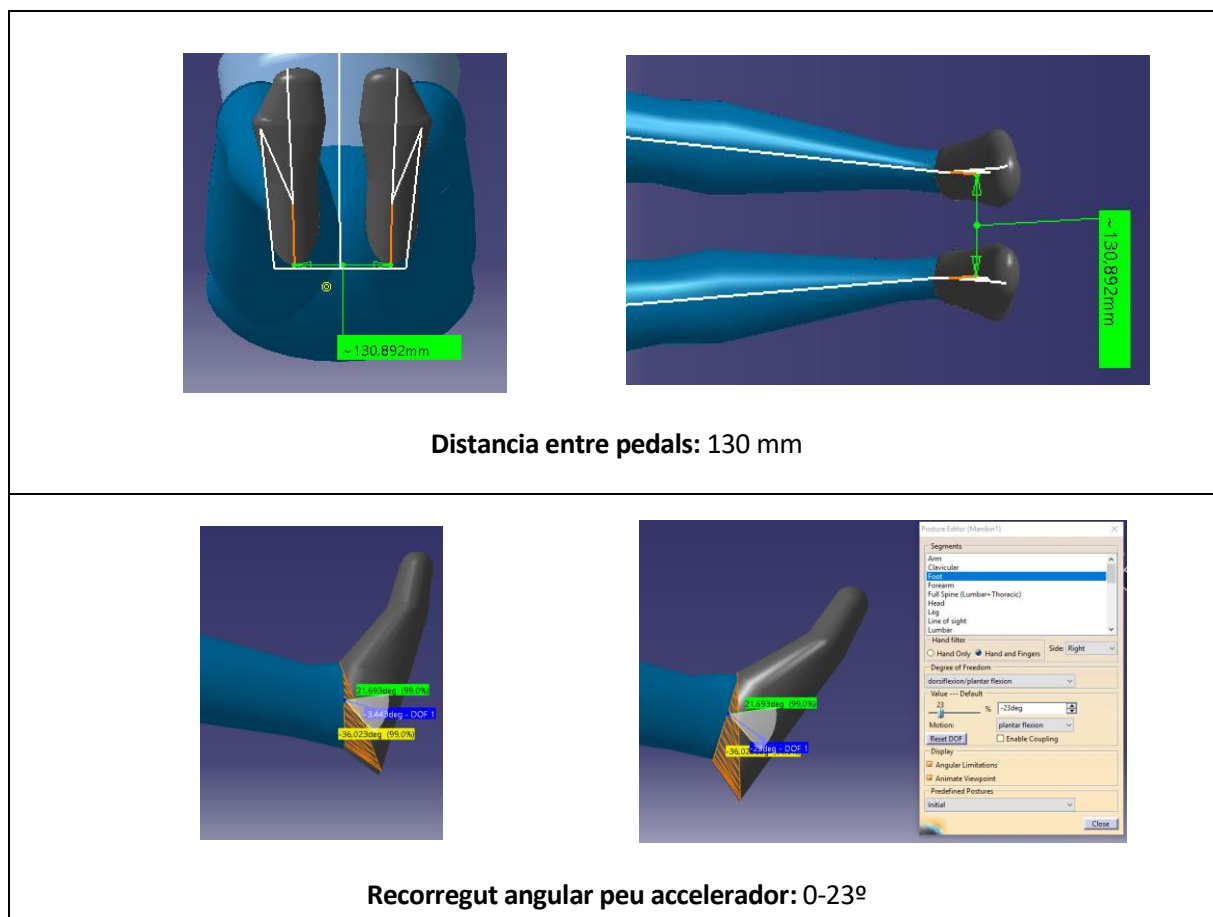 ~130,892mm
~130,892mm
Distancia entre pedals: 130 mm
21,693deg (99,0%)
-3,443deg - DOF 1
-36,023deg (99,0%)
21,693deg (99,0%)
-23deg - DOF 1
Posture Editor (Manikin1)
Segments
Arm
Clavicular
Foot
Forearm
Full Spine (Lumbar+Thoracic)
Head
Leg
Line of sight
Lumbar
Hand filter
Hand Only Hand and Fingers Side: Right
Degree of Freedom
dorsiflexion/plantar flexion
Value --- Default
23
% -23deg
Motion: plantar flexion
Reset DOF Enable Coupling
Display
Angular Limitations
Animate Viewpoint
Predefined Postures
Initial
Close
Recorregut angular peu accelerador: 0-23º